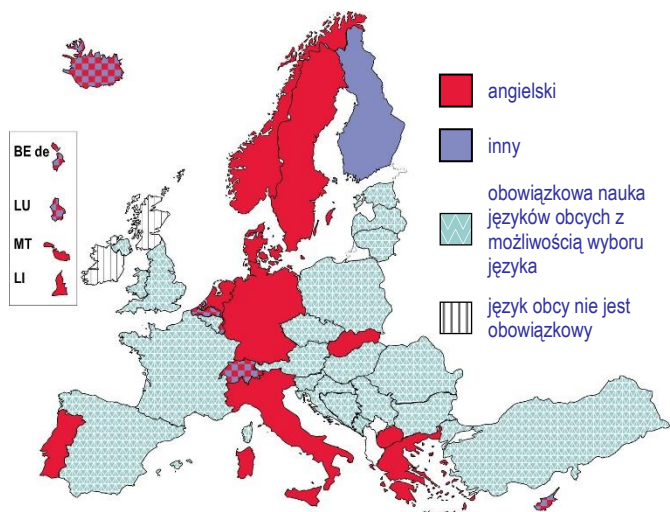 angielski
inny
obowiązkowa nauka
języków obcych z
możliwością wyboru
języka
język obcy nie jest
obowiązkowy
BE de
LU
MT
LI